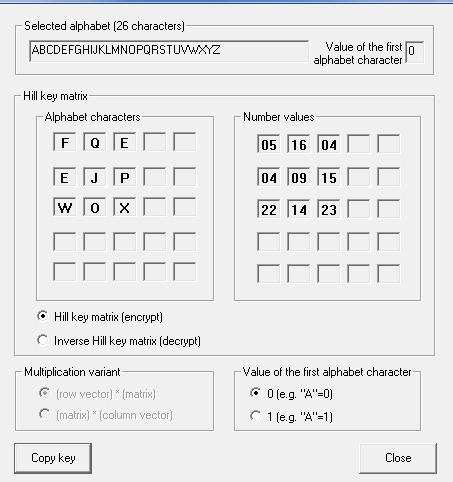 Selected alphabet (26 characters)
ABCDEFGHIJKLMNOPQRSTUVWXYZ
Value of the first alphabet character
0
Hill key matrix
Alphabet characters
F Q E
E J P
W O X
Number values
05 16 04
04 09 15
22 14 23
Hill key matrix (encrypt)
Inverse Hill key matrix (decrypt)
Multiplication variant
(row vector) * (matrix)
(matrix) * (column vector)
Value of the first alphabet character
0 (e.g. "A"=0)
1 (e.g. "A"=1)
Copy key
Close